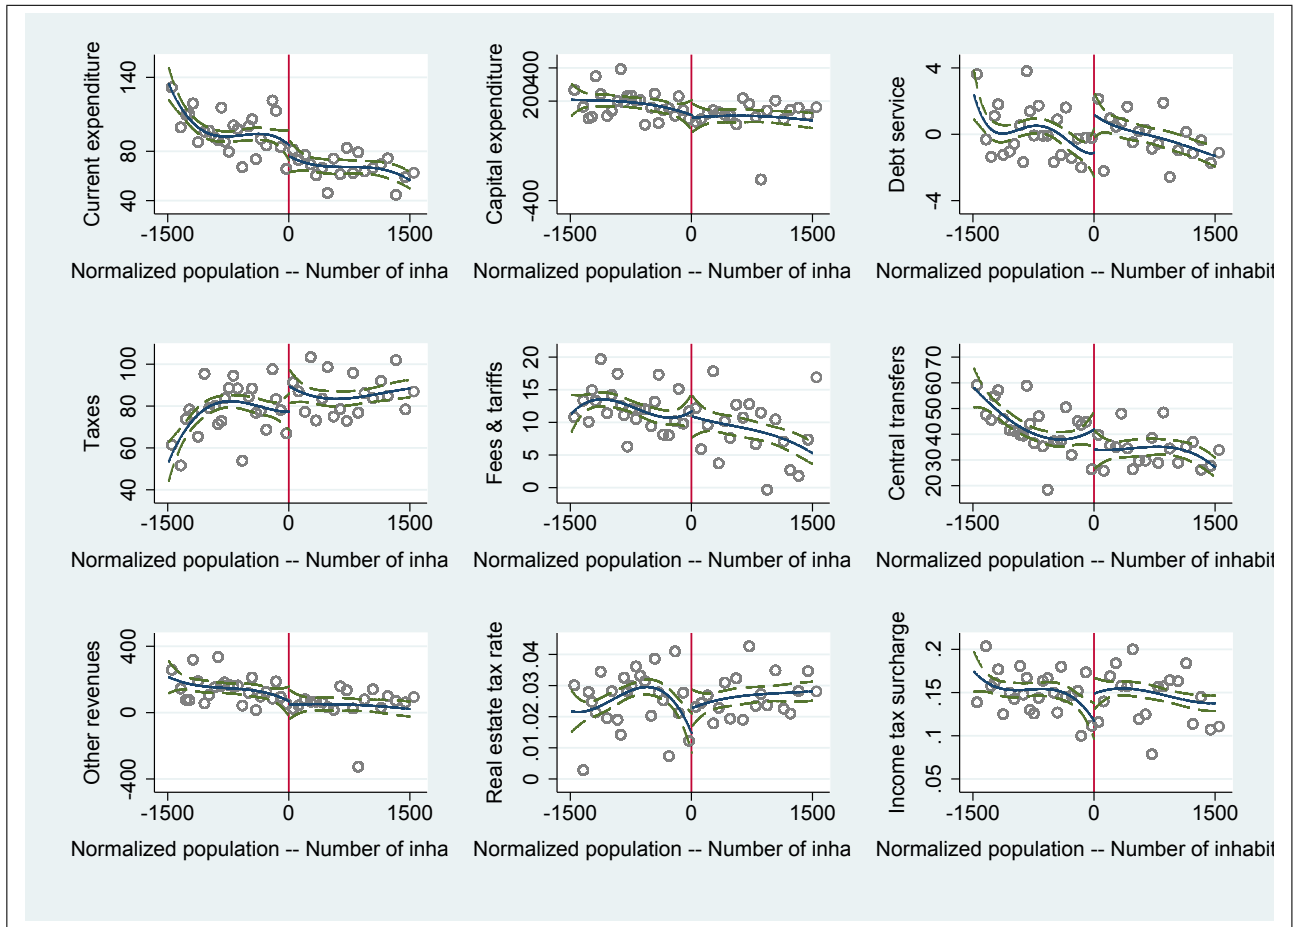 Current expenditure
140
80
40
-1500 0 1500
Normalized population -- Number of inha
Capital expenditure
200400
-400
-1500 0 1500
Normalized population -- Number of inha
Debt service
4
0
-4
-1500 0 1500
Normalized population -- Number of inhabit
Taxes
100
80
60
40
-1500 0 1500
Normalized population -- Number of inha
Fees & tariffs
20
15
10
5
0
-1500 0 1500
Normalized population -- Number of inha
Central transfers
203040506070
-1500 0 1500
Normalized population -- Number of inhabit
Other revenues
400
0
-400
-1500 0 1500
Normalized population -- Number of inha
Real estate tax rate
.04
.03
.02
.01
0
-1500 0 1500
Normalized population -- Number of inha
Income tax surcharge
.2
.15
.1
.05
-1500 0 1500
Normalized population -- Number of inhabit